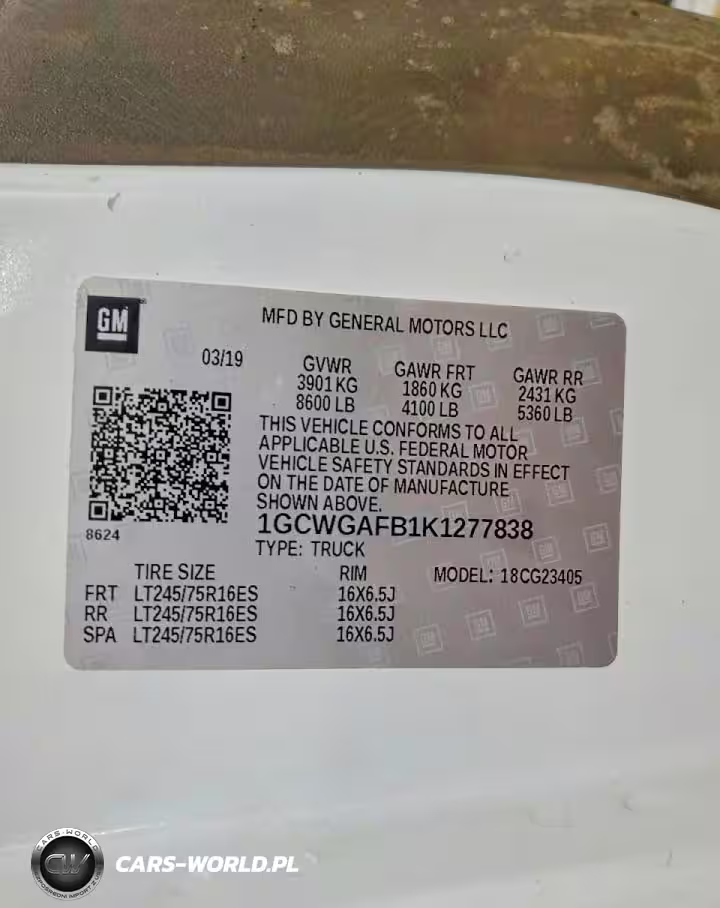 GM
MFD BY GENERAL MOTORS LLC
03/19 GVWR GAWR FRT GAWR RR
3901 KG 1860 KG 2431 KG
8600 LB 4100 LB 5360 LB
THIS VEHICLE CONFORMS TO ALL
APPLICABLE U.S. FEDERAL MOTOR
VEHICLE SAFETY STANDARDS IN EFFECT
ON THE DATE OF MANUFACTURE
SHOWN ABOVE.
1GCWGAFB1K1277838
8624
TYPE: TRUCK
TIRE SIZE RIM MODEL: 18CG23405
FRT LT245/75R16ES 16X6.5J
RR LT245/75R16ES 16X6.5J
SPA LT245/75R16ES 16X6.5J
CARS-WORLD
CW
CARS-WORLD.PL